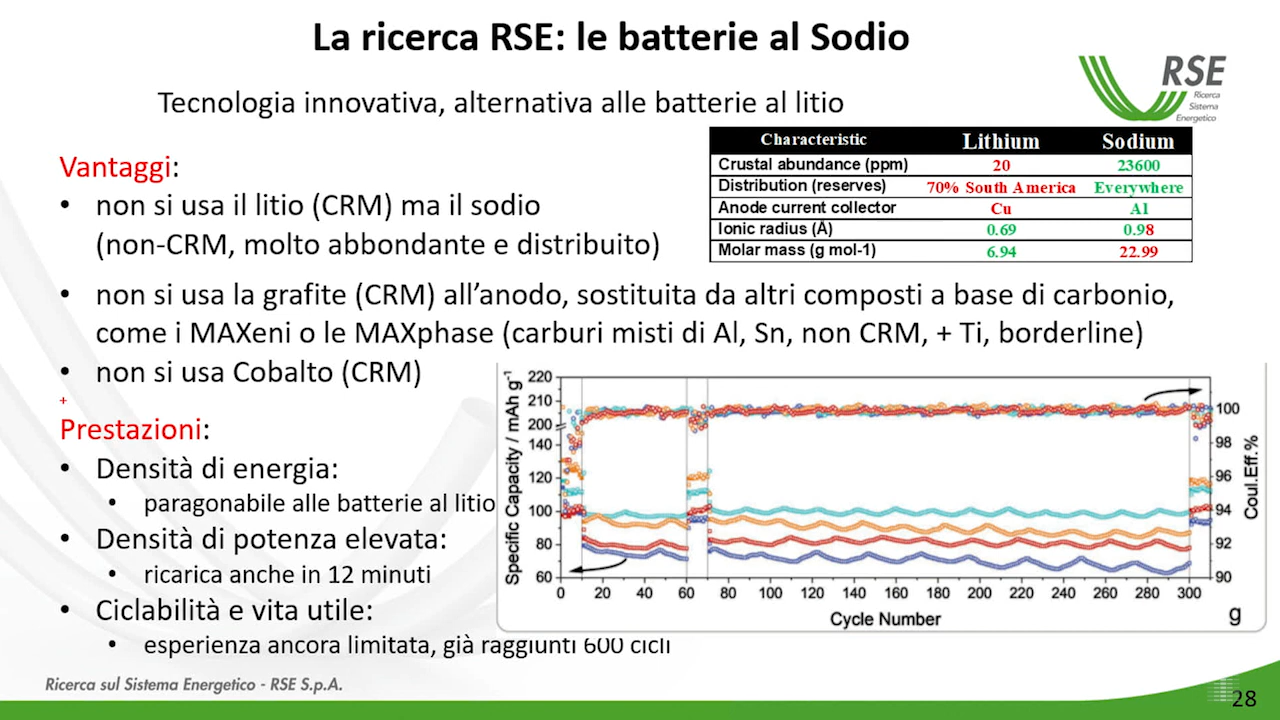 La ricerca RSE: le batterie al Sodio
RSE
Ricerca
Sistema
Energetico
Tecnologia innovativa, alternativa alle batterie al litio
Characteristic Lithium Sodium
Crustal abundance (ppm) 20 23600
Distribution (reserves) 70% South America Everywhere
Anode current collector Cu Al
Ionic radius (Å) 0.69 0.98
Molar mass (g mol-1) 6.94 22.99
Vantaggi:
• non si usa il litio (CRM) ma il sodio
(non-CRM, molto abbondante e distribuito)
• non si usa la grafite (CRM) all’anodo, sostituita da altri composti a base di carbonio,
come i MAXeni o le MAXphase (carburi misti di Al, Sn, non CRM, + Ti, borderline)
• non si usa Cobalto (CRM)
+
Prestazioni:
• Densità di energia:
• paragonabile alle batterie al litio
• Densità di potenza elevata:
• ricarica anche in 12 minuti
• Ciclabilità e vita utile:
• esperienza ancora limitata, già raggiunti 600 cicli
Specific Capacity / mAh g-1
220
210
200
140
120
100
80
60
0 20 40 60 80 100 120 140 160 180 200 220 240 260 280 300
Cycle Number
100
98
96
94
92
90
Coul.Eff.%
g
Ricerca sul Sistema Energetico - RSE S.p.A.
RSE
28